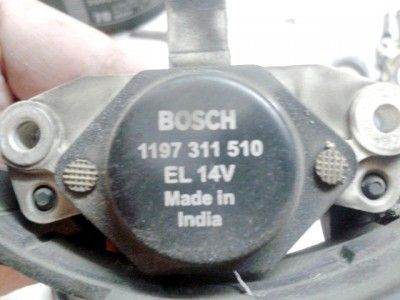 BOSCH
1197 311 510
EL 14V
Made in
India